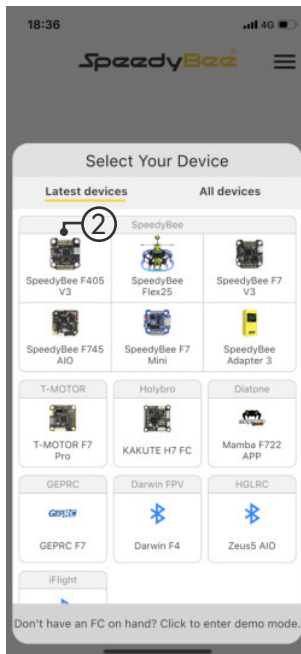 18:36
4G
SpeedyBee
Select Your Device
Latest devices
All devices
2
SpeedyBee
SpeedyBee F405
V3
SpeedyBee
Flex25
SpeedyBee F7
V3
SpeedyBee F745
AIO
SpeedyBee F7
Mini
SpeedyBee
Adapter 3
T-MOTOR
Holybro
Diatone
T-MOTOR F7
Pro
KAKUTE H7 FC
Mamba F722
APP
GEPRC
Darwin FPV
HGLRC
GEPRC
GEPRC F7
Darwin F4
Zeus5 AIO
iFlight
Don't have an FC on hand? Click to enter demo mode.